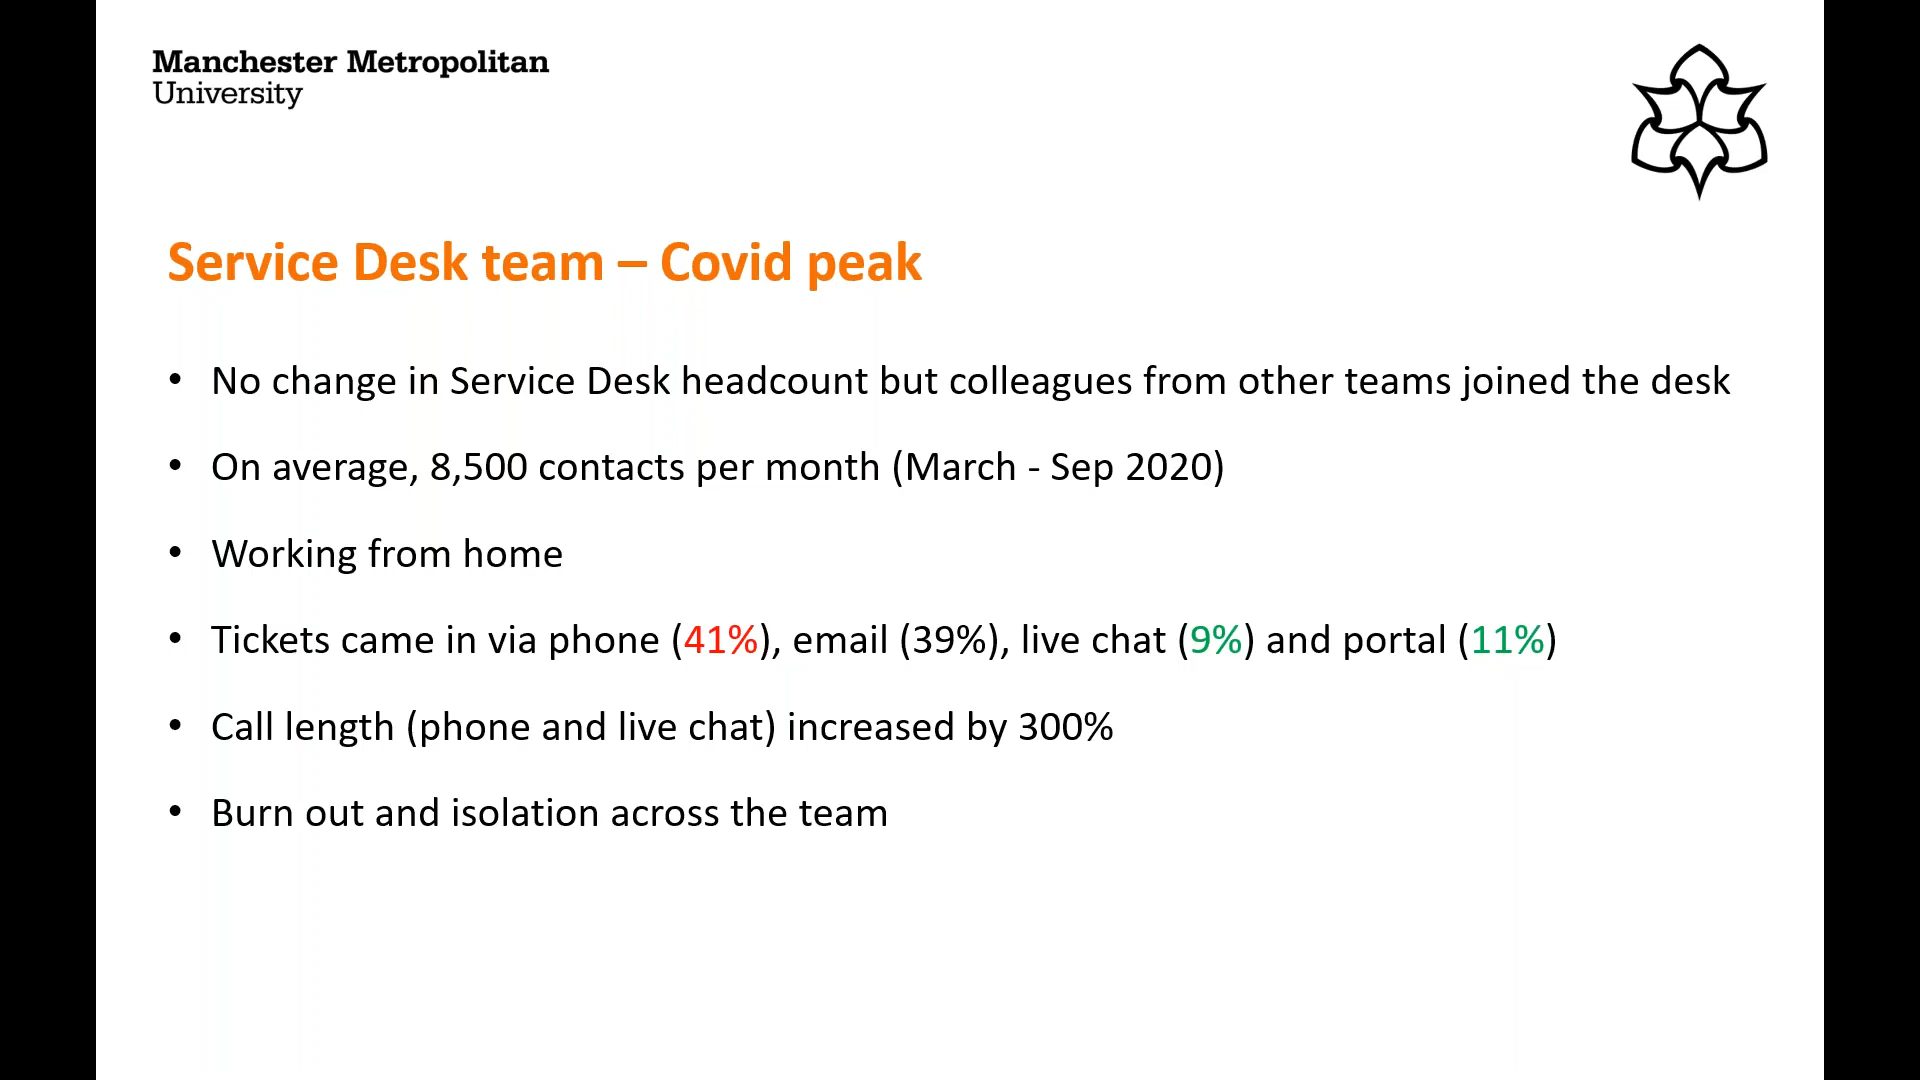 Manchester Metropolitan
University
Service Desk team – Covid peak
• No change in Service Desk headcount but colleagues from other teams joined the desk
• On average, 8,500 contacts per month (March - Sep 2020)
• Working from home
• Tickets came in via phone (41%), email (39%), live chat (9%) and portal (11%)
• Call length (phone and live chat) increased by 300%
• Burn out and isolation across the team